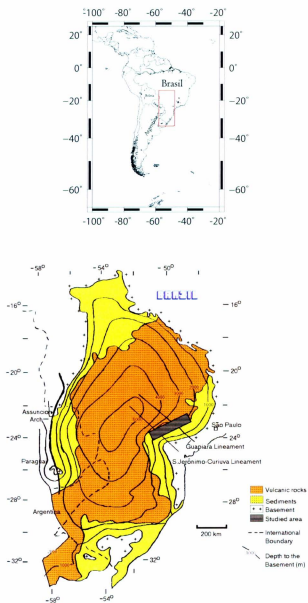 -100° -80° -60° -40° -20°
20° 20°
0° 0°
Brasil
-20° -20°
-40° -40°
-60° -60°
-100° -80° -60° -40° -20°
-58° -54° -50°
-16° -16°
-20° -20°
Assuncion
Arch
São Paulo
-24° 24°
Guapiara Lineament
Paraguai
S.Jerônimo-Curiuva Lineament
-28° -28°
Argentina
-32° 32°
-58° -54°
200 km
Volcanic rocks
Sediments
Basement
Studied area
International
Boundary
Depth to the
Basement (m)